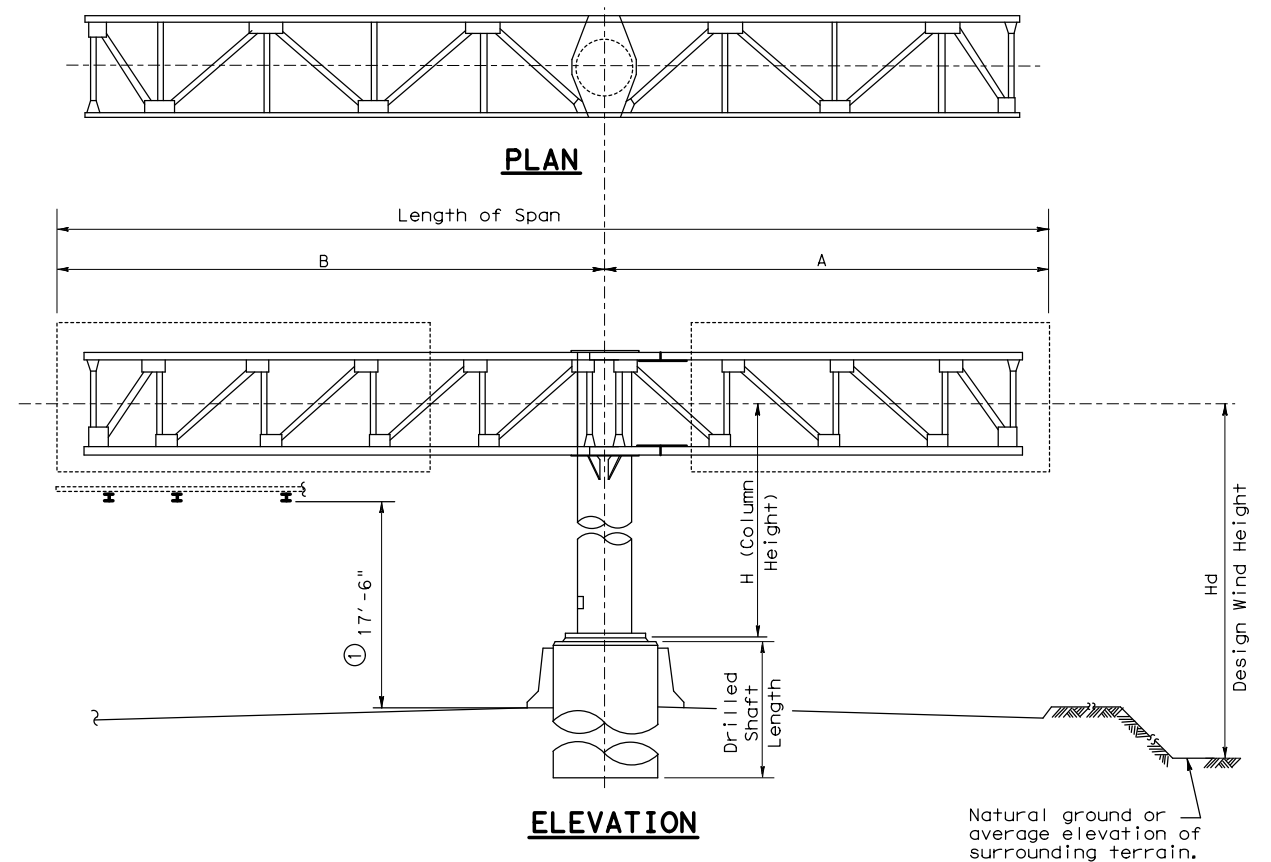 PLAN
Length of Span
B
A
H (Column
Height)
Hd
Design Wind Height
1 17'-6"
Drilled
Shaft
Length
ELEVATION
Natural ground or
average elevation of
surrounding terrain.